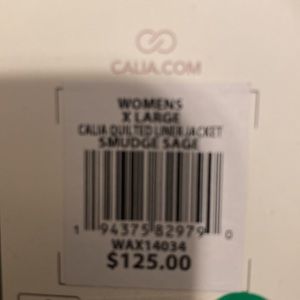 CALIA.COM
WOMENS
X LARGE
CALIA QUILTED LINER JACKET
SMUDGE SAGE
1 94375 82979 0
WAX14034
$125.00